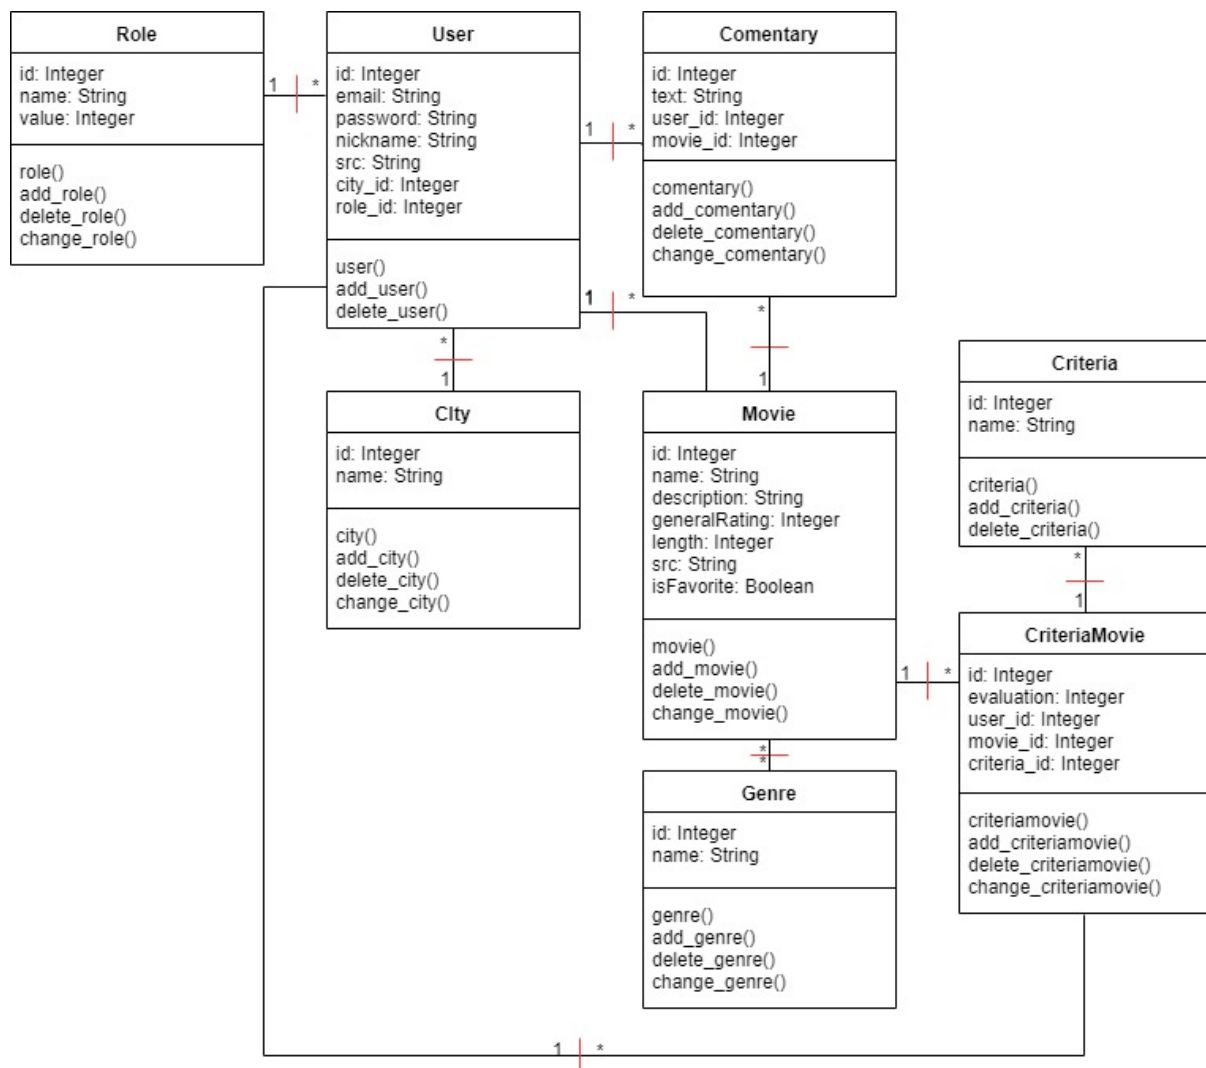 Role
id: Integer
name: String
value: Integer
role()
add_role()
delete_role()
change_role()
1
*
User
id: Integer
email: String
password: String
nickname: String
src: String
city_id: Integer
role_id: Integer
user()
add_user()
delete_user()
1
*
Comentary
id: Integer
text: String
user_id: Integer
movie_id: Integer
comentary()
add_comentary()
delete_comentary()
change_comentary()
1
*
*
1
*
1
CIty
id: Integer
name: String
city()
add_city()
delete_city()
change_city()
Movie
id: Integer
name: String
description: String
generalRating: Integer
length: Integer
src: String
isFavorite: Boolean
movie()
add_movie()
delete_movie()
change_movie()
Criteria
id: Integer
name: String
criteria()
add_criteria()
delete_criteria()
*
1
1
*
CriteriaMovie
id: Integer
evaluation: Integer
user_id: Integer
movie_id: Integer
criteria_id: Integer
criteriamovie()
add_criteriamovie()
delete_criteriamovie()
change_criteriamovie()
*
*
Genre
id: Integer
name: String
genre()
add_genre()
delete_genre()
change_genre()
1
*